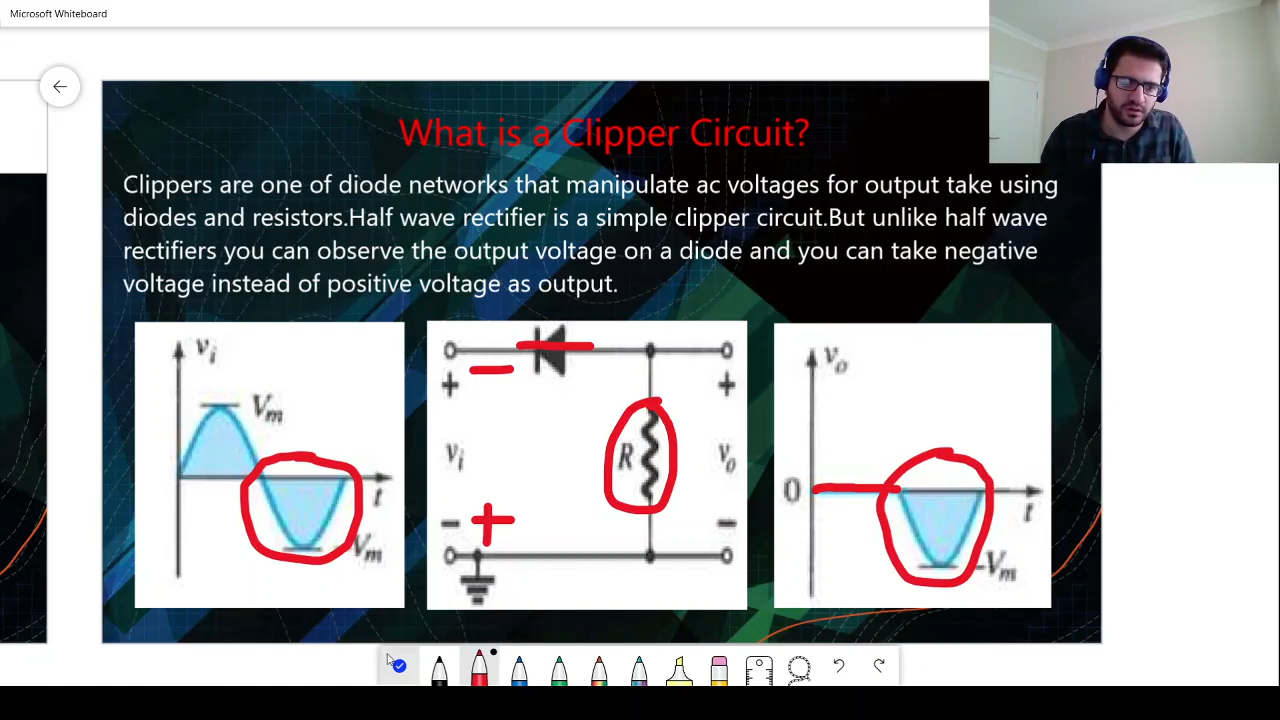 Microsoft Whiteboard
What is a Clipper Circuit?
Clippers are one of diode networks that manipulate ac voltages for output take using
diodes and resistors.Half wave rectifier is a simple clipper circuit.But unlike half wave
rectifiers you can observe the output voltage on a diode and you can take negative
voltage instead of positive voltage as output.
vi
Vm
t
-Vm
+
−
+
vi
R
vo
−
+
−
vo
0
t
-Vm